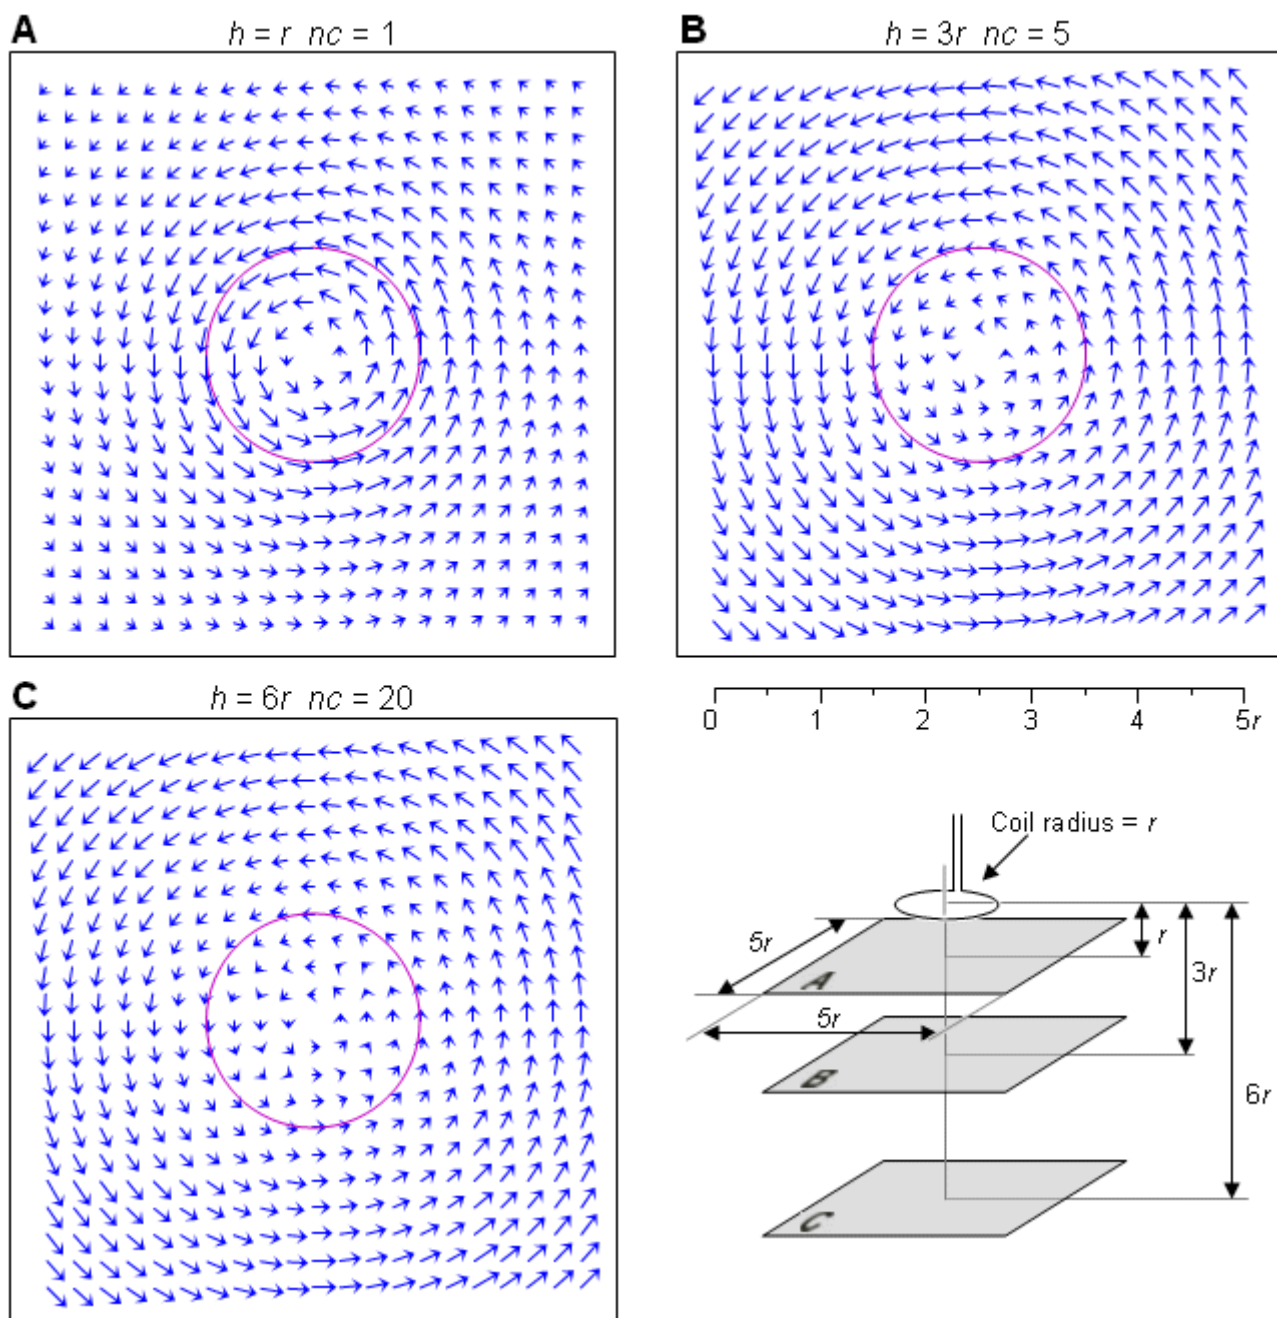 A
h = r nc = 1
B
h = 3r nc = 5
C
h = 6r nc = 20
0 1 2 3 4 5r
Coil radius = r
5r
r
3r
A
5r
B
6r
C